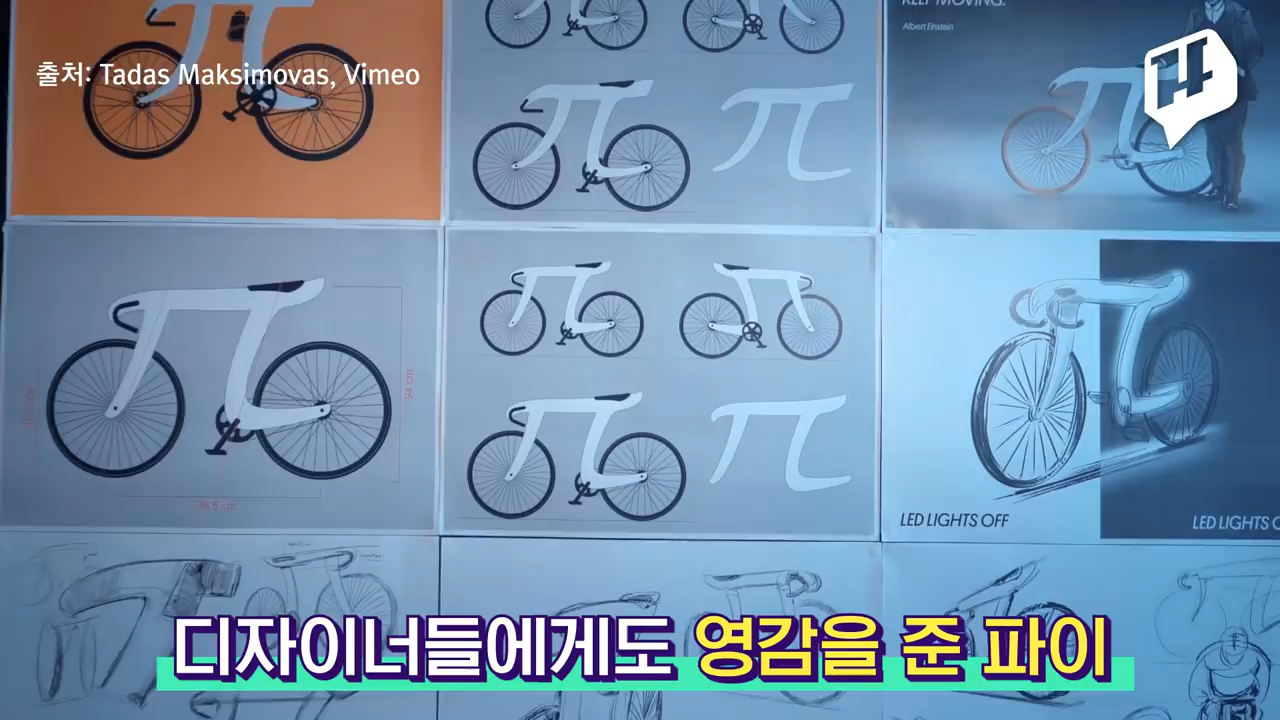 KEEP MOVING.
Albert Einstein
출처: Tadas Maksimovas, Vimeo
94 cm
LED LIGHTS OFF
LED LIGHTS
디자이너들에게도 영감을 준 파이